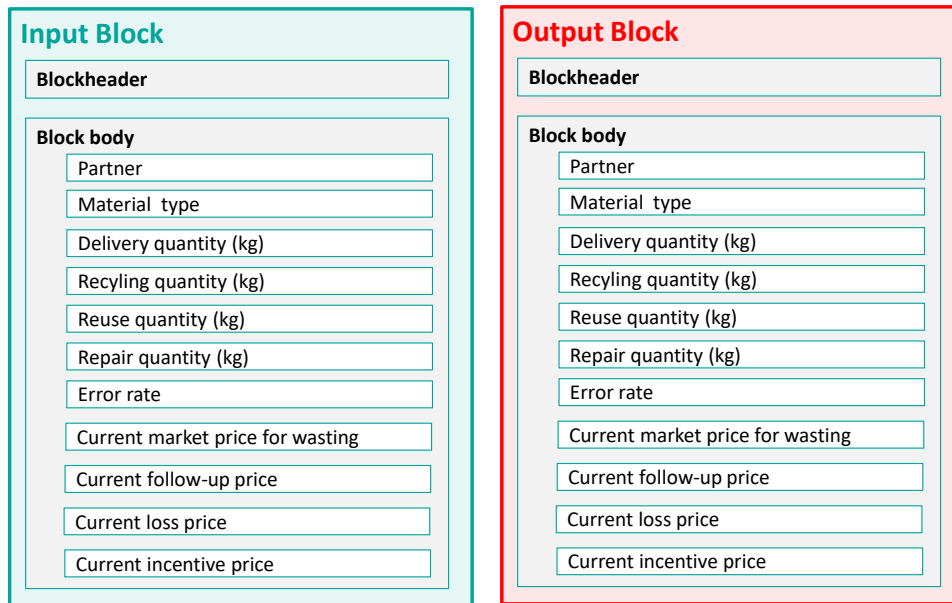 Input Block
Blockheader
Block body
Partner
Material type
Delivery quantity (kg)
Recyling quantity (kg)
Reuse quantity (kg)
Repair quantity (kg)
Error rate
Current market price for wasting
Current follow-up price
Current loss price
Current incentive price
Output Block
Blockheader
Block body
Partner
Material type
Delivery quantity (kg)
Recyling quantity (kg)
Reuse quantity (kg)
Repair quantity (kg)
Error rate
Current market price for wasting
Current follow-up price
Current loss price
Current incentive price